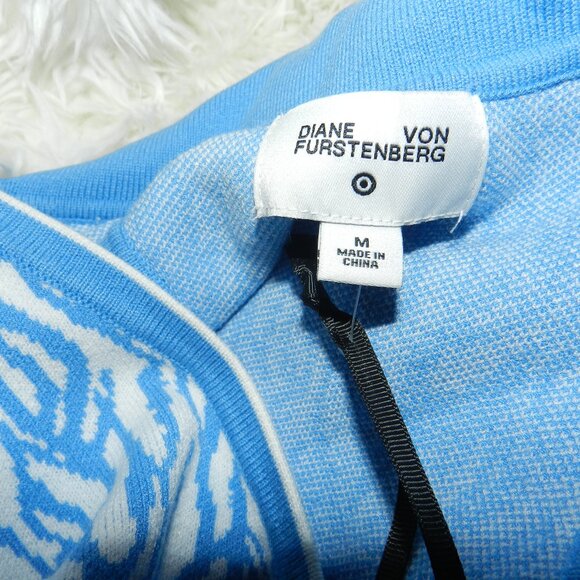 DIANE VON
FURSTENBERG
M
MADE IN
CHINA